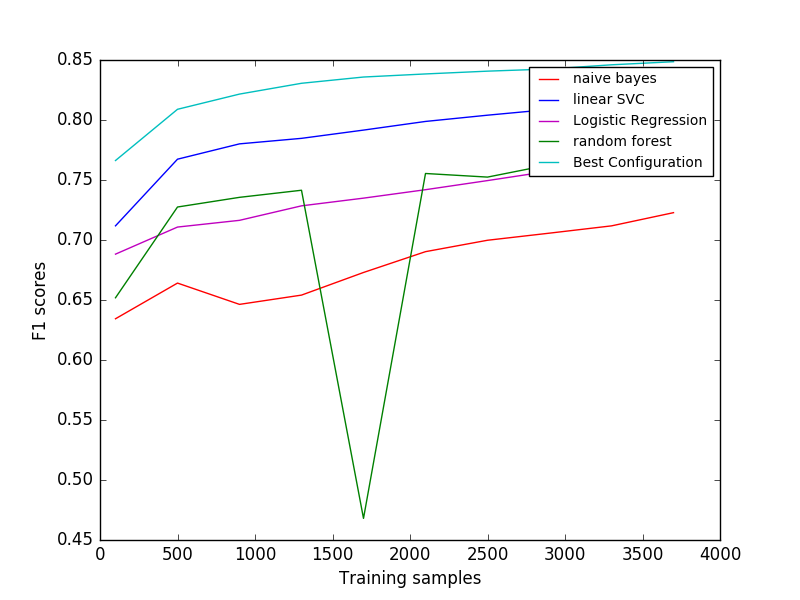 0.85
0.80
0.75
0.70
0.65
0.60
0.55
0.50
0.45
F1 scores
naive bayes
linear SVC
Logistic Regression
random forest
Best Configuration
0 500 1000 1500 2000 2500 3000 3500 4000
Training samples